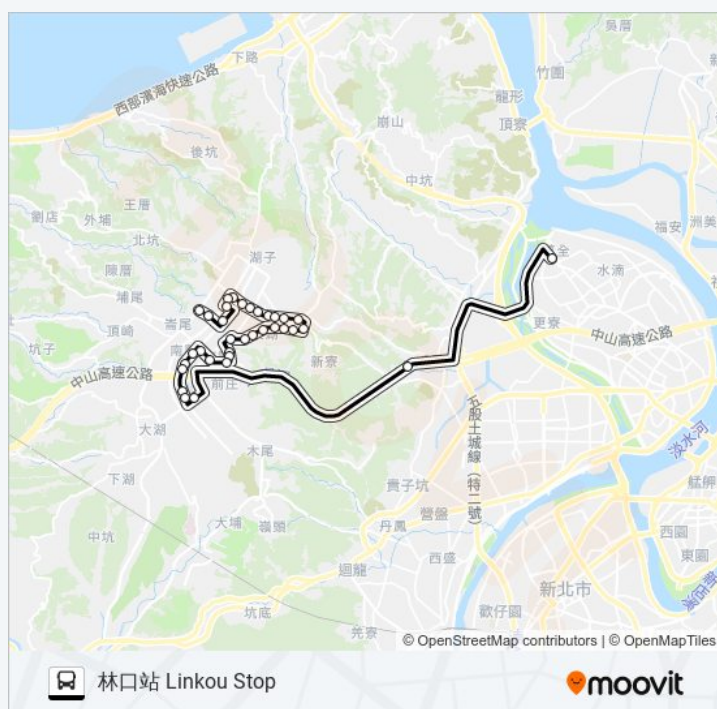 吳厝
下路
竹圍
西部濱海快速公路
龍形
頂寮
崩山
後坑
中坑
王厝
劉店
外埔
福安
洲美
北坑
湖子
水湳
陳厝
埔尾
崙尾
更寮
頂崎
中山高速公路
坑子
新寮
中山高速公路
前庄
五股土城線（特二號）
大湖
淡水河
木尾
下湖
貴子坑
營盤
大埔
嶺頭
丹鳳
西園
中坑
西盛
東園
迴龍
新北市
坑底
歡仔園
羌寮
© OpenStreetMap contributors | © OpenMapTiles
林口站 Linkou Stop
moovit